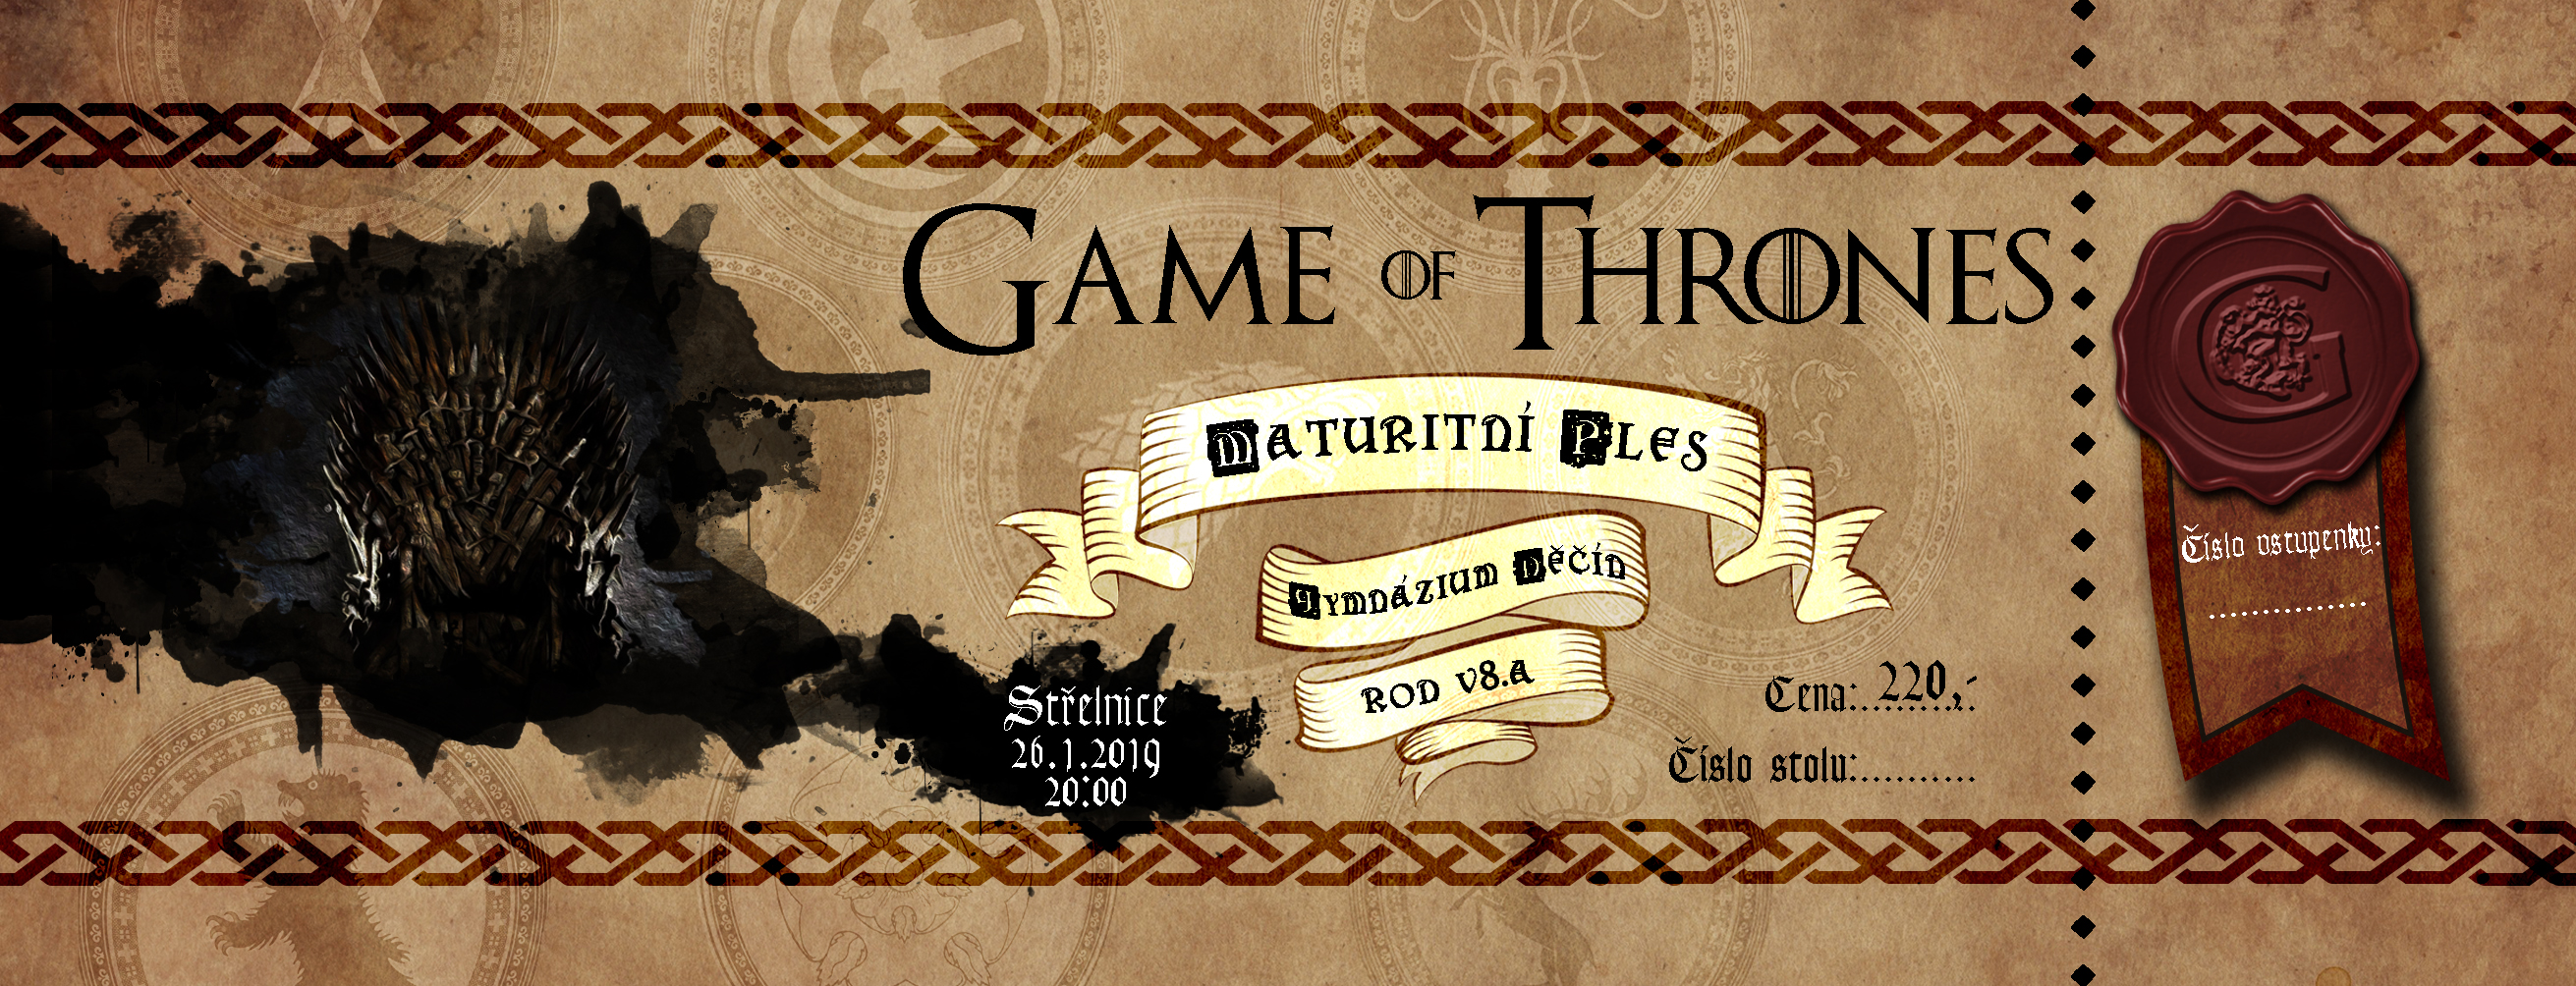 GAME OF THRONES
MATURITNÍ PLES
GYMNÁZIUM DĚČÍN
ROD V8.A
Střelnice
26.1.2019
20:00
Cena:..220,-
Číslo stolu:..........
G
Číslo vstupenky:
...............